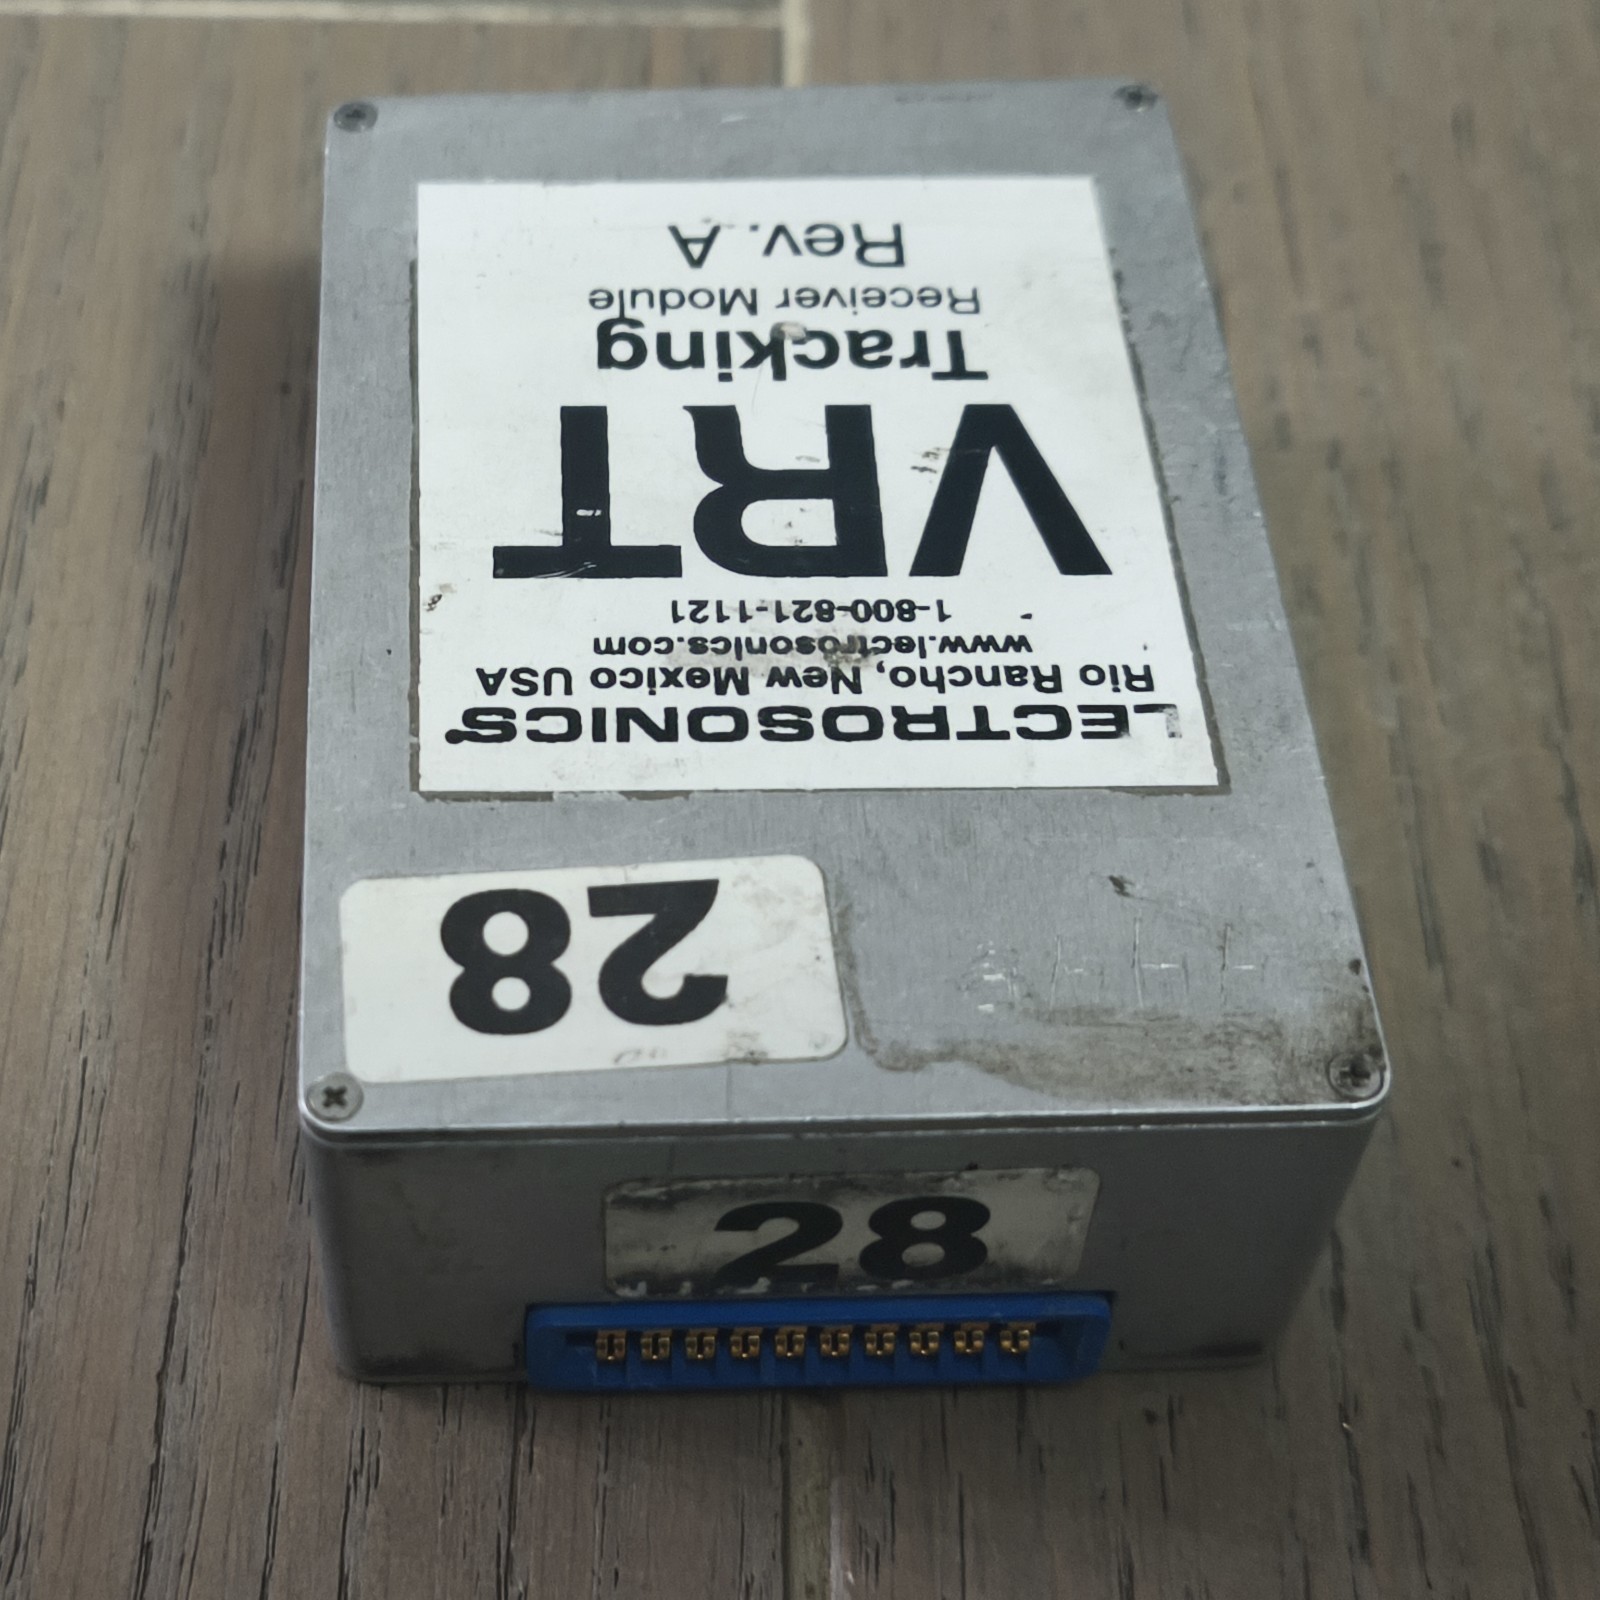 LECTROSONICS®
Rio Rancho, New Mexico USA
www.lectrosonics.com
1-800-821-1121
VRT
Tracking
Receiver Module
Rev. A
28
28